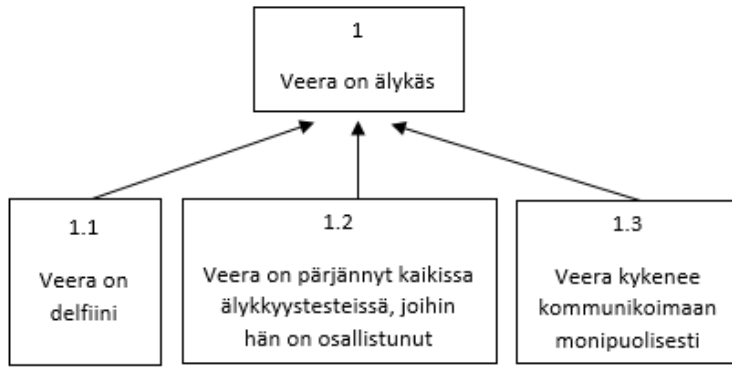 1
Veera on älykäs
1.1
Veera on
delfiini
1.2
Veera on pärjännyt kaikissa
älykkyystesteissä, joihin
hän on osallistunut
1.3
Veera kykenee
kommunikoimaan
monipuolisesti